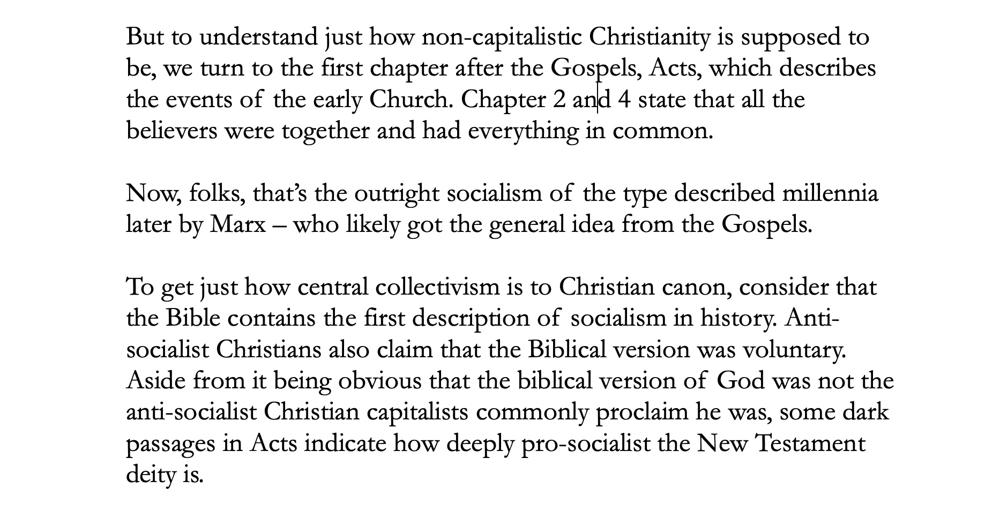 But to understand just how non-capitalistic Christianity is supposed to
be, we turn to the first chapter after the Gospels, Acts, which describes
the events of the early Church. Chapter 2 and 4 state that all the
believers were together and had everything in common.
Now, folks, that’s the outright socialism of the type described millennia
later by Marx – who likely got the general idea from the Gospels.
To get just how central collectivism is to Christian canon, consider that
the Bible contains the first description of socialism in history. Anti-
socialist Christians also claim that the Biblical version was voluntary.
Aside from it being obvious that the biblical version of God was not the
anti-socialist Christian capitalists commonly proclaim he was, some dark
passages in Acts indicate how deeply pro-socialist the New Testament
deity is.